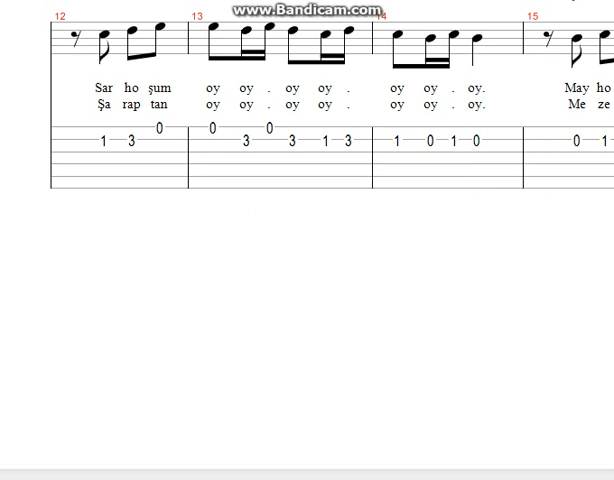 www.Bandicam.com
12 13 14 15
Sar ho şum oy oy . oy oy . oy oy . oy. May ho
Şa rap tan oy oy . oy oy . oy oy . oy. Me ze
0 0 0
1 3 3 3 1 3 1 0 1 0 0 1